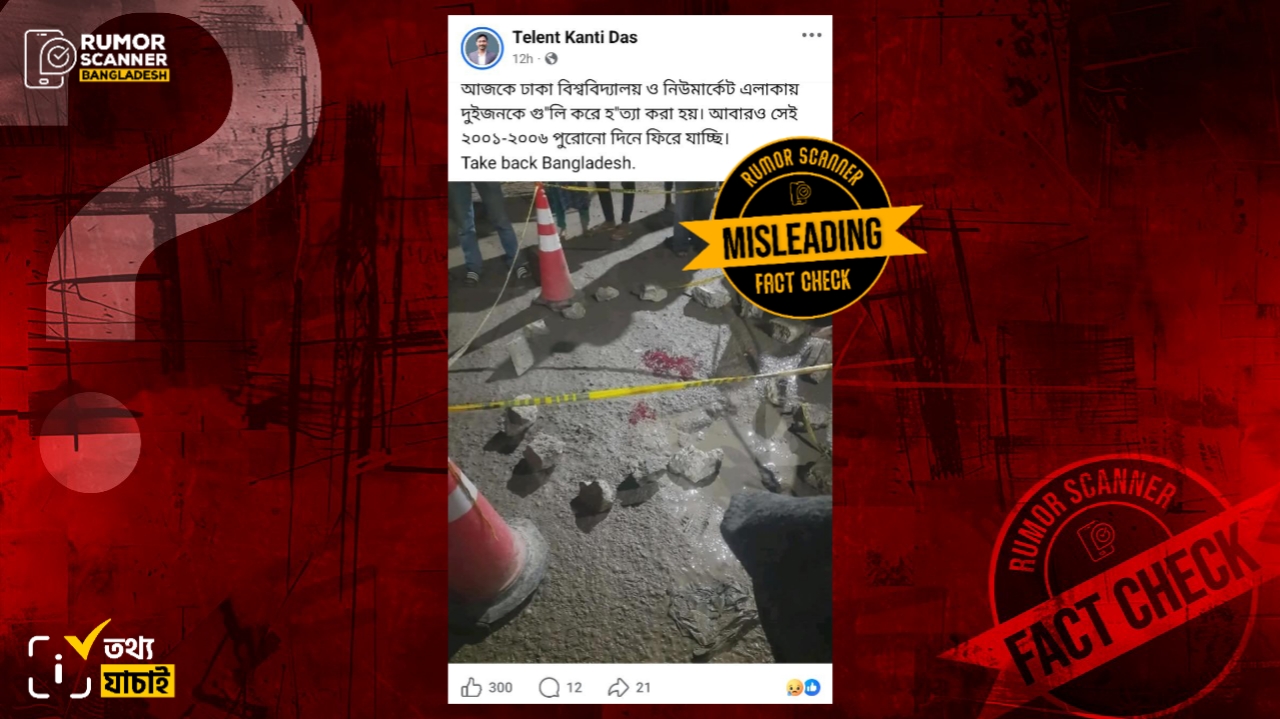 RUMOR
SCANNER
BANGLADESH
Telent Kanti Das
12h
আজকে ঢাকা বিশ্ববিদ্যালয় ও নিউমার্কেট এলাকায়
দুইজনকে গু"লি করে হ"ত্যা করা হয়। আবারও সেই
২০০১-২০০৬ পুরোনো দিনে ফিরে যাচ্ছি।
Take back Bangladesh.
RUMOR SCANNER
MISLEADING
FACT CHECK
300
12
21
RUMOR SCANNER
FACT CHECK
তথ্য
যাচাই